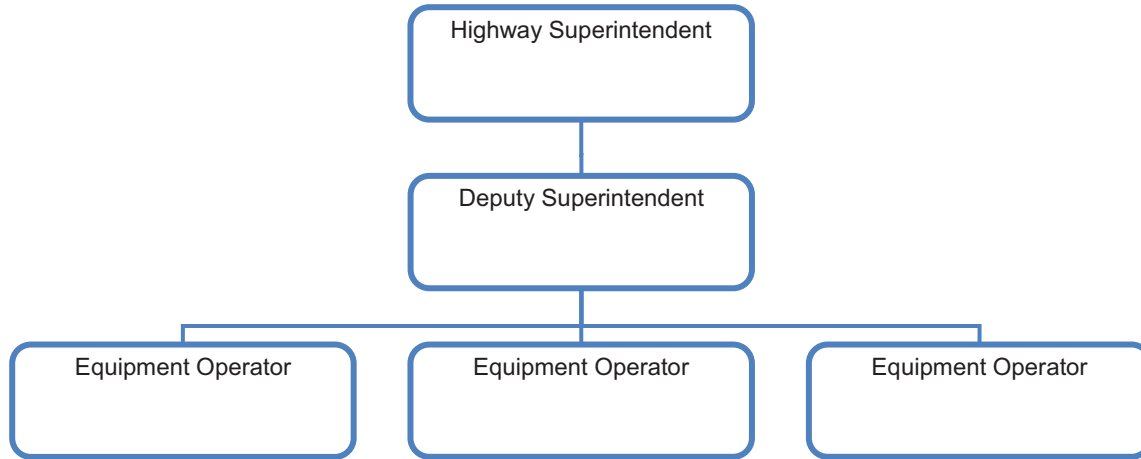 Highway Superintendent
Deputy Superintendent
Equipment Operator
Equipment Operator
Equipment Operator